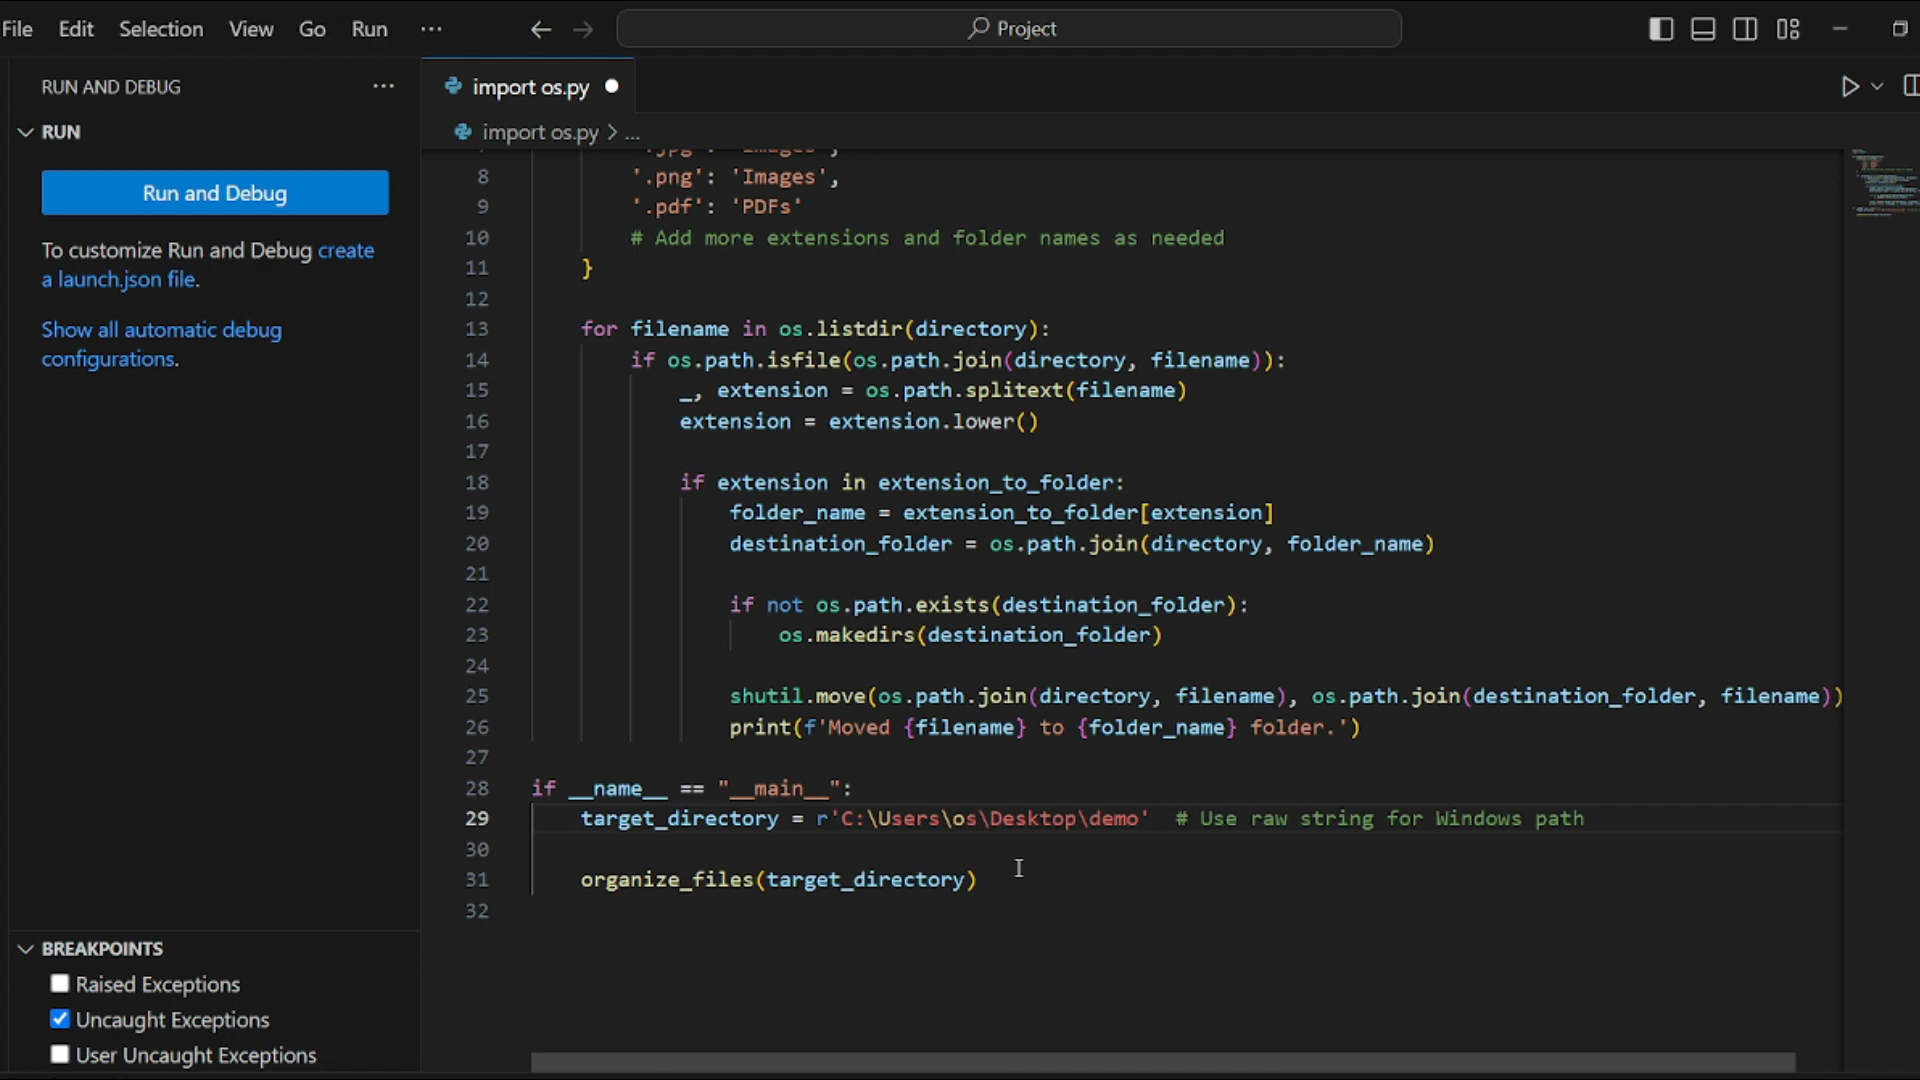 File Edit Selection View Go Run ...
Project
RUN AND DEBUG ...
RUN
Run and Debug
To customize Run and Debug create
a launch.json file.
Show all automatic debug
configurations.
BREAKPOINTS
Raised Exceptions
Uncaught Exceptions
User Uncaught Exceptions
import os.py
import os.py > ...
'.jpg': 'Images',
8 '.png': 'Images',
9 '.pdf': 'PDFs'
10 # Add more extensions and folder names as needed
11 }
12
13 for filename in os.listdir(directory):
14 if os.path.isfile(os.path.join(directory, filename)):
15 _, extension = os.path.splitext(filename)
16 extension = extension.lower()
17
18 if extension in extension_to_folder:
19 folder_name = extension_to_folder[extension]
20 destination_folder = os.path.join(directory, folder_name)
21
22 if not os.path.exists(destination_folder):
23 os.makedirs(destination_folder)
24
25 shutil.move(os.path.join(directory, filename), os.path.join(destination_folder, filename))
26 print(f'Moved {filename} to {folder_name} folder.')
27
28 if __name__ == "__main__":
29 target_directory = r'C:\Users\os\Desktop\demo' # Use raw string for Windows path
30
31 organize_files(target_directory)
32